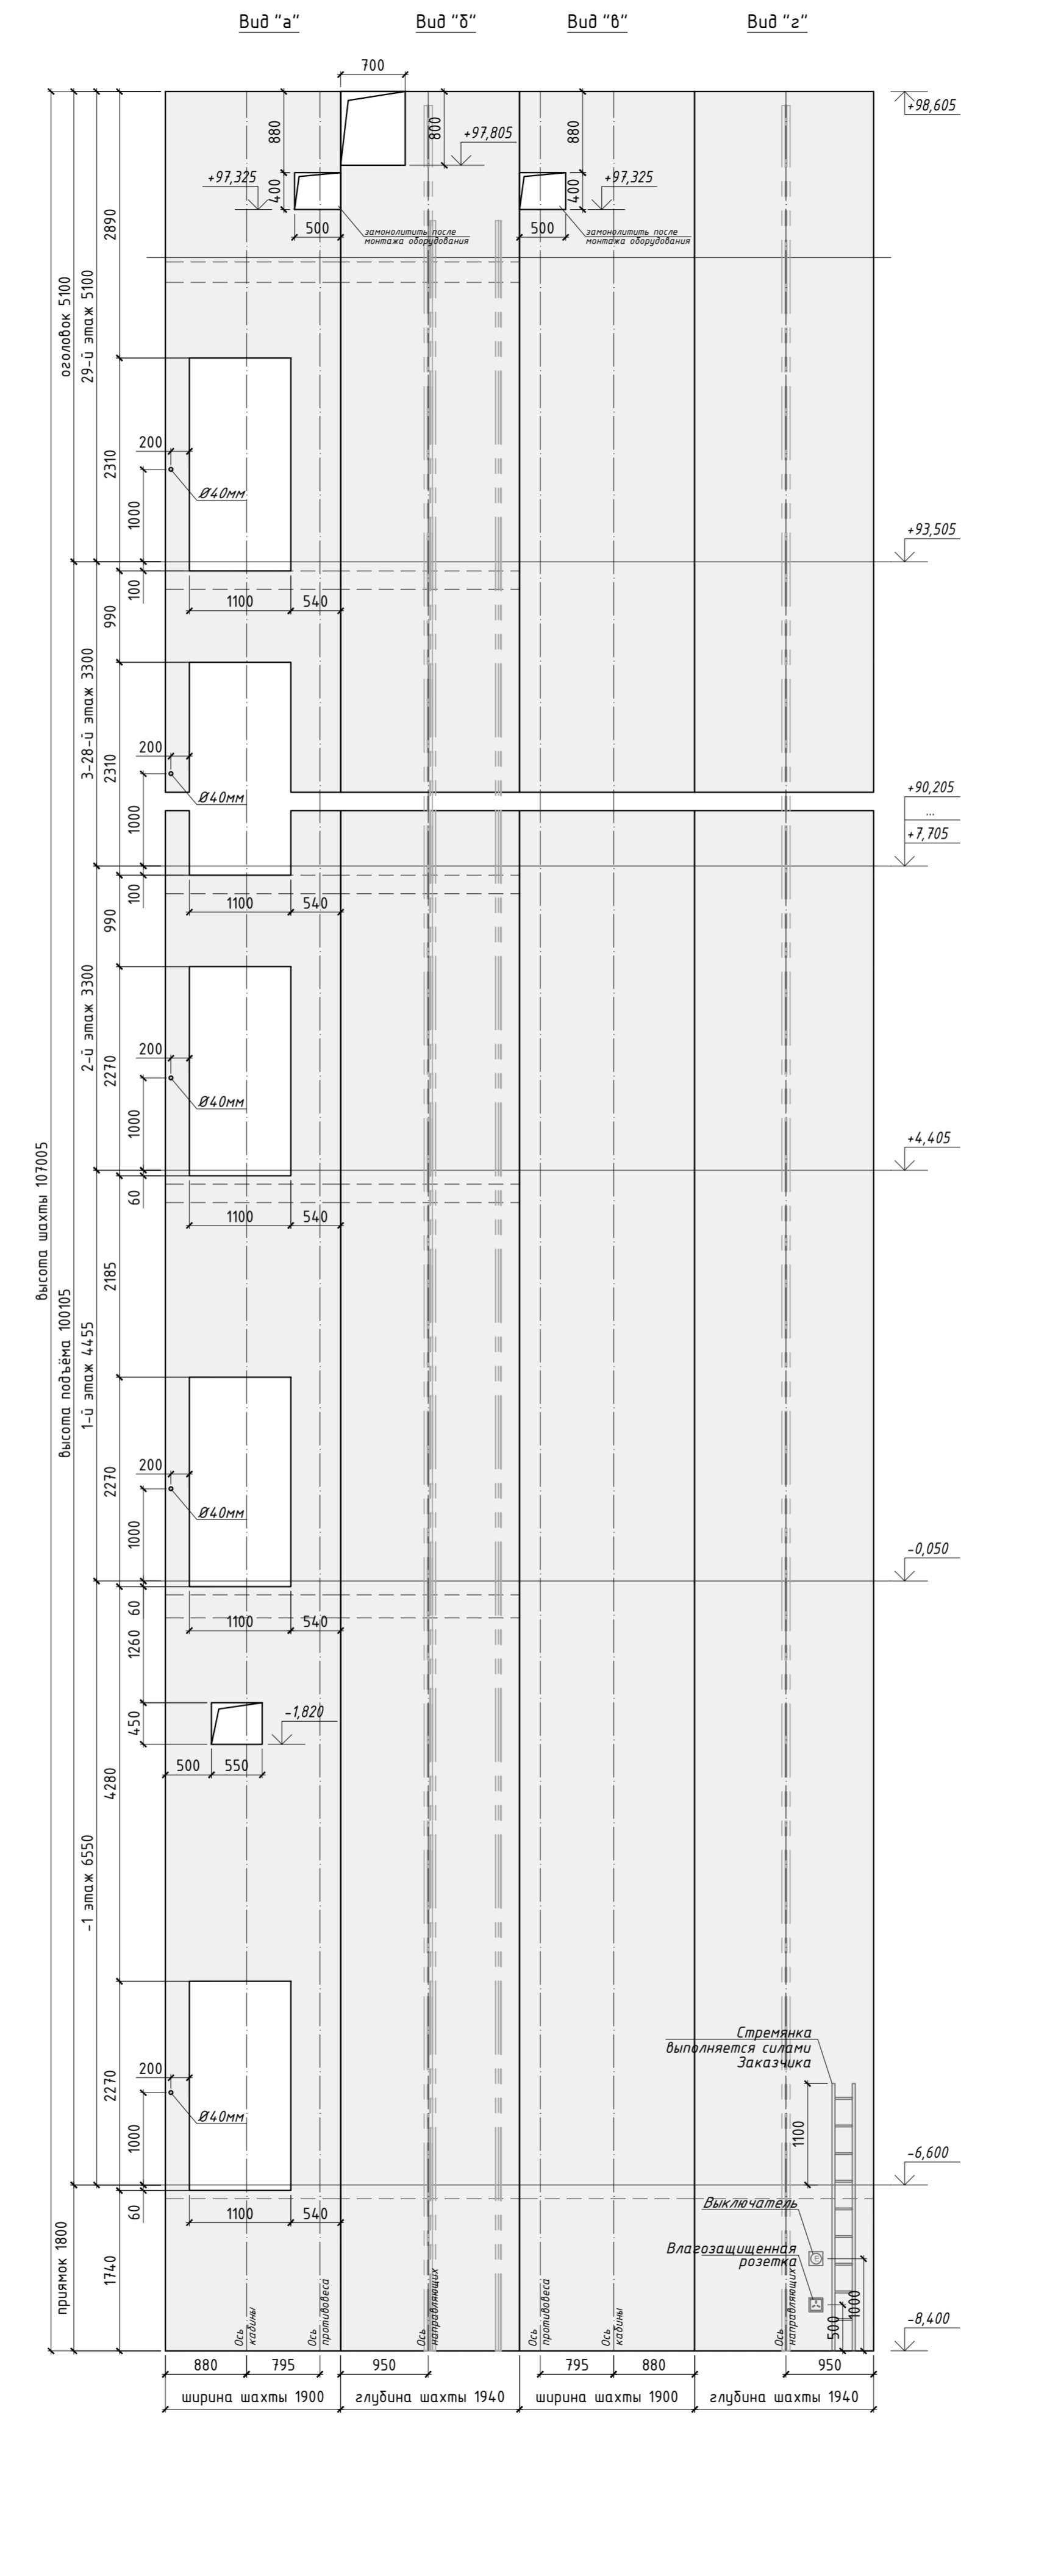 Вид "а"
Вид "б"
Вид "в"
Вид "г"
700
+98,605
880
800
+97,805
880
+97,325
400
+97,325
400
500
замонолитить после
монтажа оборудования
500
замонолитить после
монтажа оборудования
2890
оголовок 5100
29-й этаж 5100
200
2310
Ø40мм
1000
+93,505
100
1100
540
990
3-28-й этаж 3300
200
2310
Ø40мм
1000
+90,205
...
+7,705
100
1100
540
990
2-й этаж 3300
200
2270
Ø40мм
1000
+4,405
60
1100
540
высота шахты 107005
2185
высота подъёма 100105
1-й этаж 4455
200
2270
Ø40мм
1000
-0,050
60
1100
540
1260
450
-1,820
500
550
4280
-1 этаж 6550
Стремянка
выполняется силами
Заказчика
200
2270
Ø40мм
1000
1100
-6,600
60
1100
540
приямок 1800
1740
Выключатель
Влагозащищенная
розетка
500
1000
-8,400
Ось
кабины
Ось
противовеса
Ось
направляющих
Ось
противовеса
Ось
кабины
Ось
направляющих
880
795
950
795
880
950
ширина шахты 1900
глубина шахты 1940
ширина шахты 1900
глубина шахты 1940